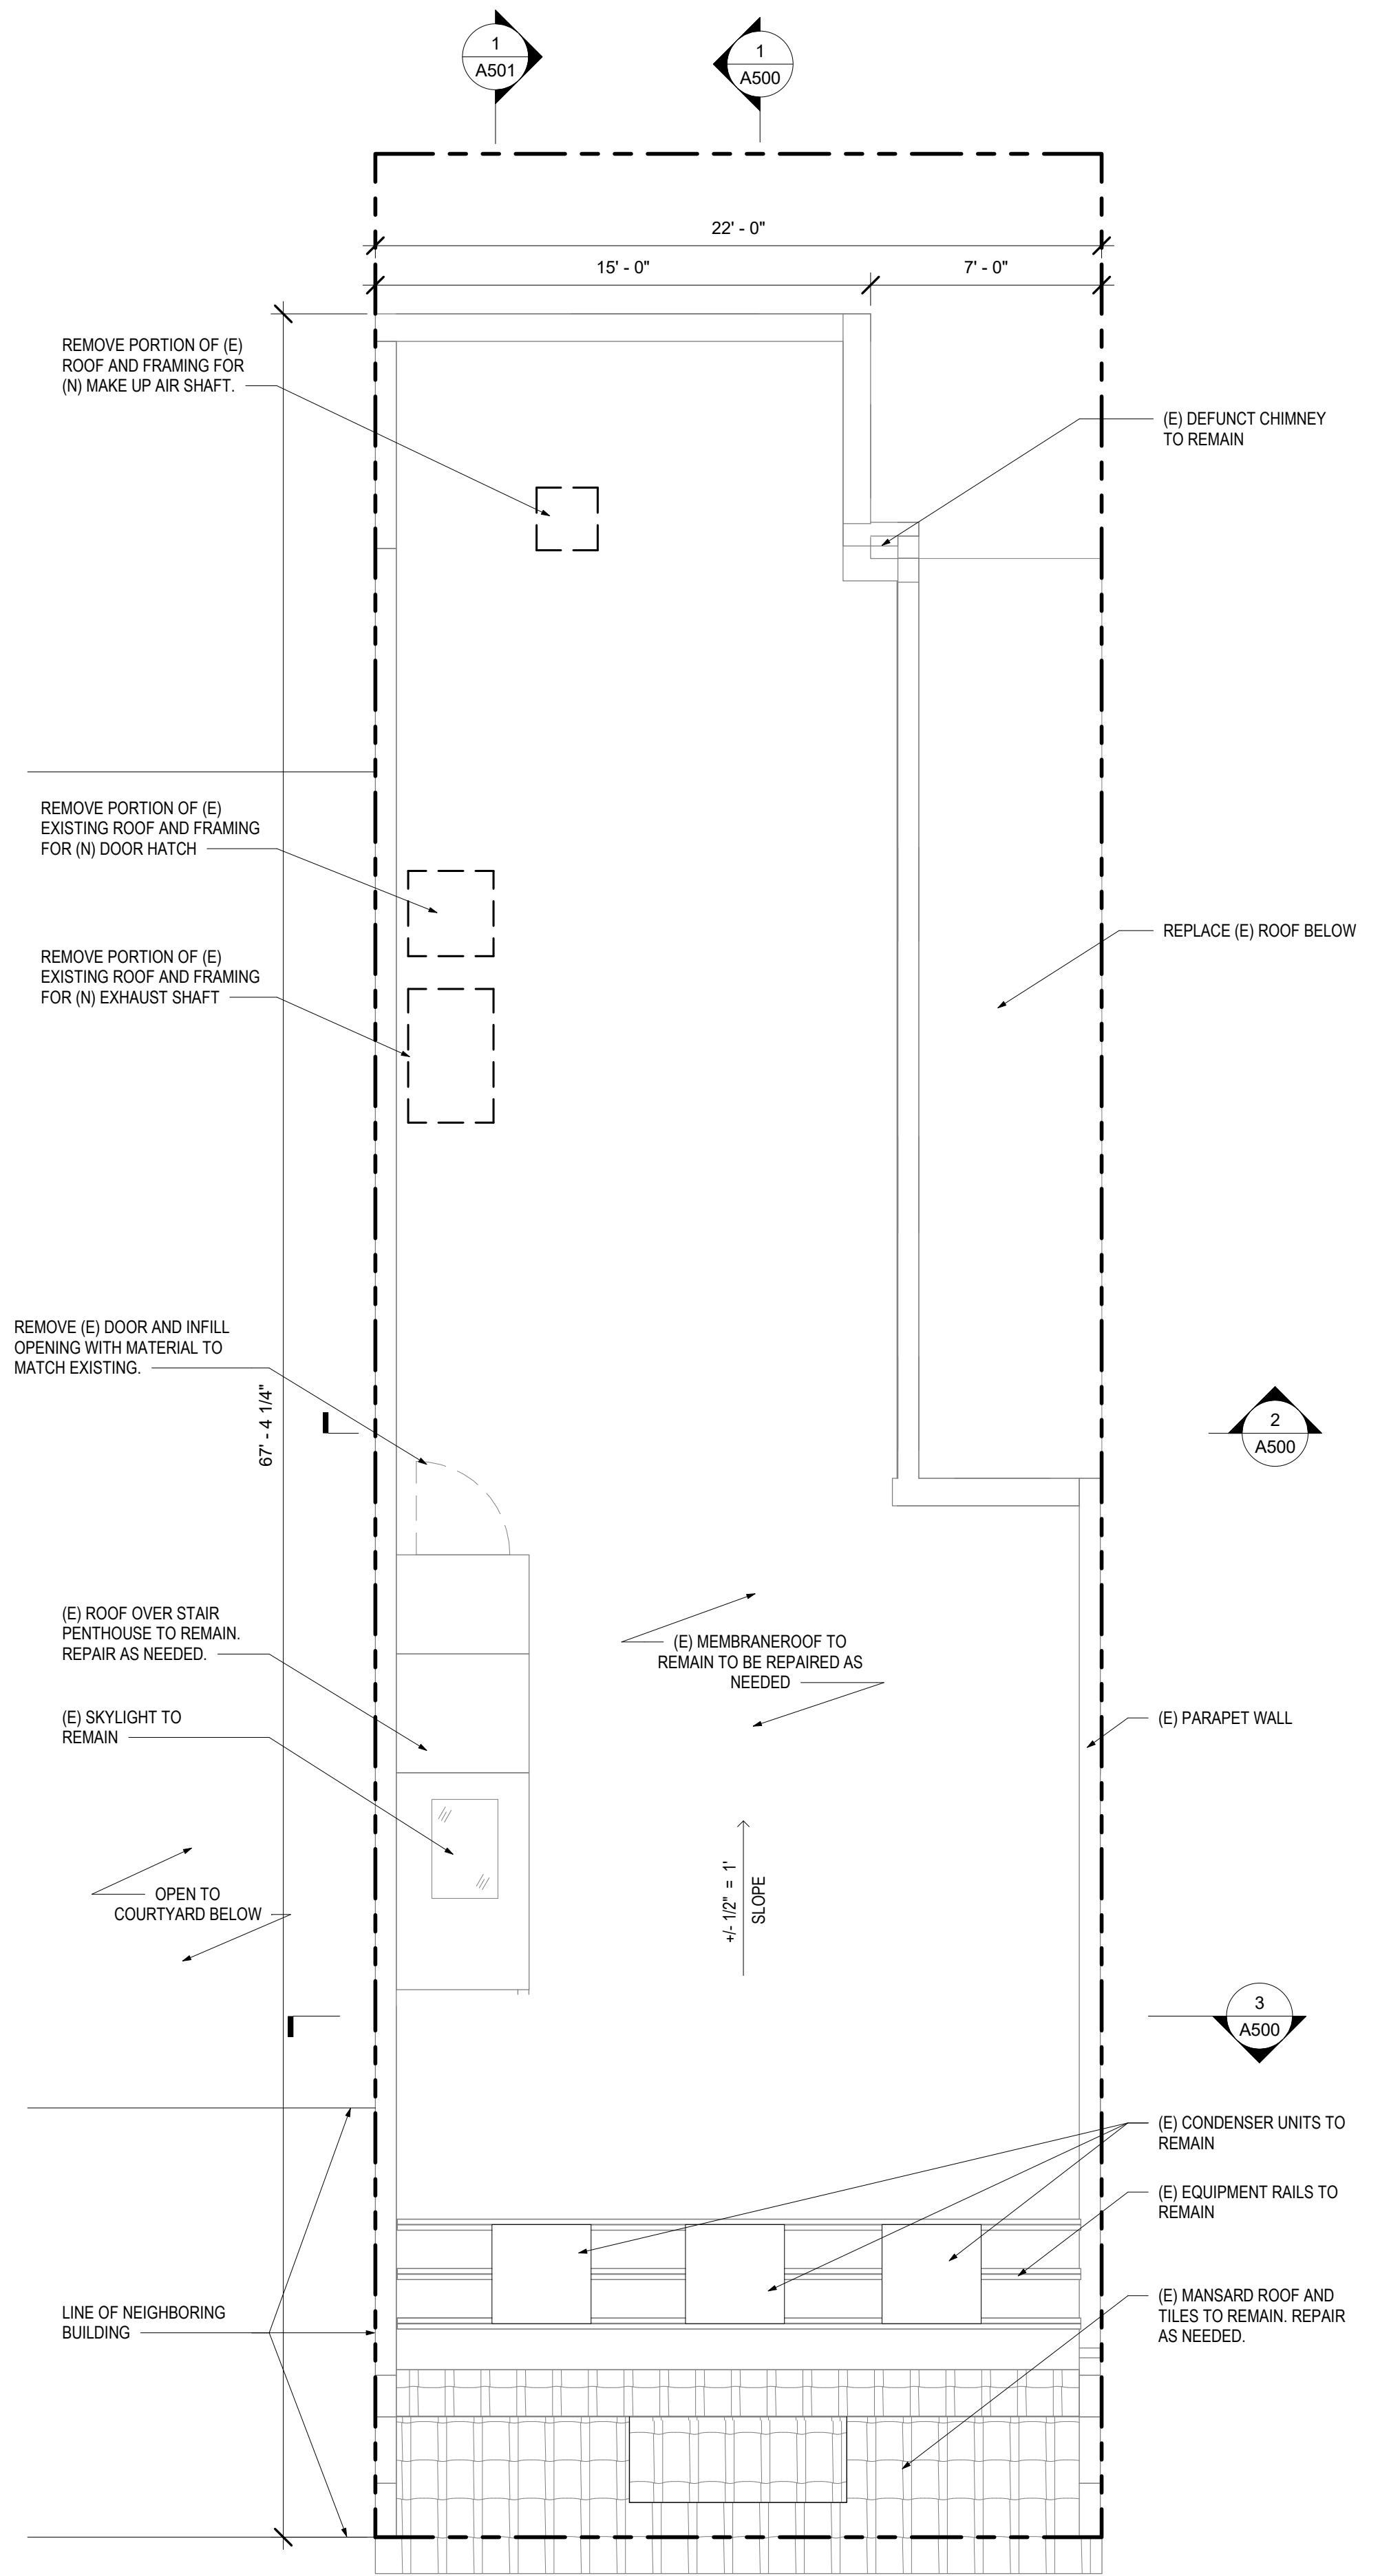 1
A501
1
A500
22' - 0"
15' - 0"
7' - 0"
REMOVE PORTION OF (E)
ROOF AND FRAMING FOR
(N) MAKE UP AIR SHAFT.
(E) DEFUNCT CHIMNEY
TO REMAIN
REMOVE PORTION OF (E)
EXISTING ROOF AND FRAMING
FOR (N) DOOR HATCH
REPLACE (E) ROOF BELOW
REMOVE PORTION OF (E)
EXISTING ROOF AND FRAMING
FOR (N) EXHAUST SHAFT
REMOVE (E) DOOR AND INFILL
OPENING WITH MATERIAL TO
MATCH EXISTING.
67' - 4 1/4"
2
A500
(E) ROOF OVER STAIR
PENTHOUSE TO REMAIN.
REPAIR AS NEEDED.
(E) MEMBRANEROOF TO
REMAIN TO BE REPAIRED AS
NEEDED
(E) SKYLIGHT TO
REMAIN
(E) PARAPET WALL
+/- 1/2" = 1'
SLOPE
OPEN TO
COURTYARD BELOW
3
A500
(E) CONDENSER UNITS TO
REMAIN
(E) EQUIPMENT RAILS TO
REMAIN
LINE OF NEIGHBORING
BUILDING
(E) MANSARD ROOF AND
TILES TO REMAIN. REPAIR
AS NEEDED.